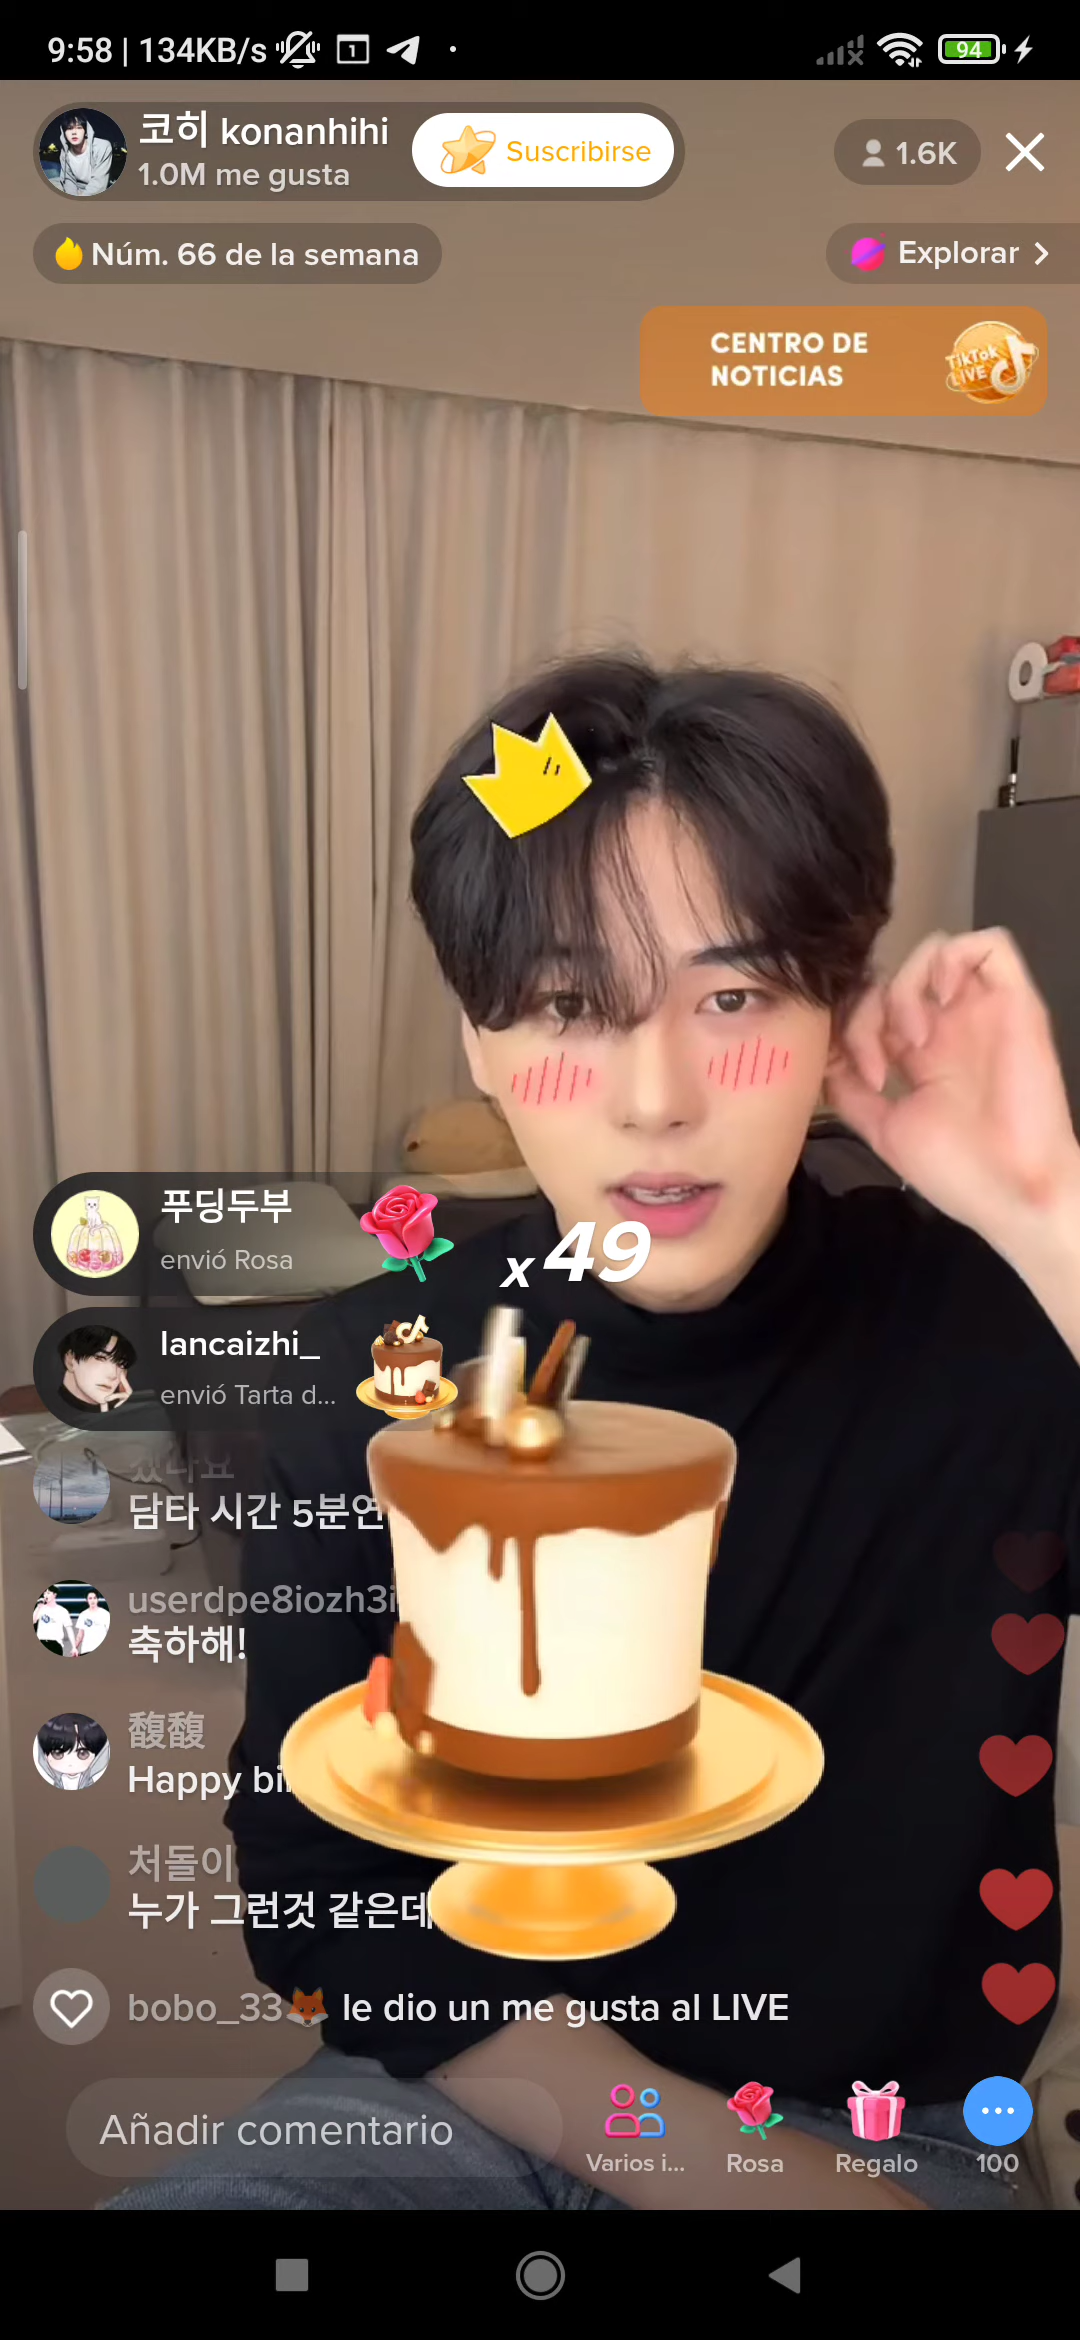 9:58 | 134KB/s
1
94
코히 konanhihi
1.0M me gusta
Suscribirse
1.6K
Núm. 66 de la semana
Explorar
CENTRO DE
NOTICIAS
TikTok
LIVE
푸딩두부
envió Rosa
x49
lancaizhi_
envió Tarta d...
담타 시간 5분연
userdpe8iozh3i
축하해!
馥馥
Happy bi
처돌이
누가 그런것 같은데
bobo_33🦊 le dio un me gusta al LIVE
Añadir comentario
Varios i...
Rosa
Regalo
100